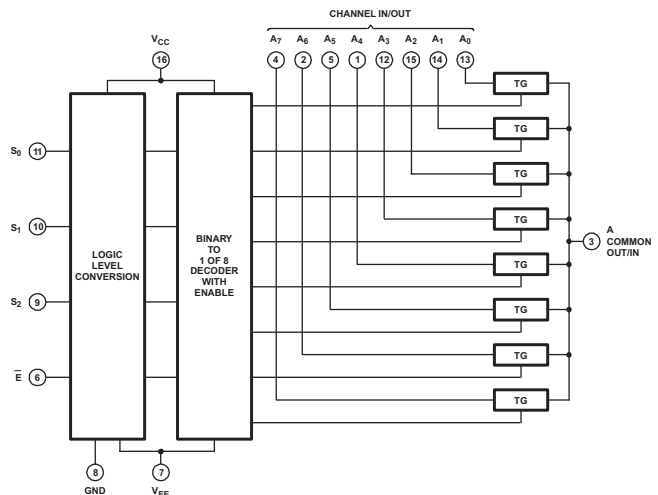 CHANNEL IN/OUT
VCC
A7 A6 A5 A4 A3 A2 A1 A0
16
4 2 5 1 12 15 14 13
TG
TG
S0 11
TG
TG
S1 10
LOGIC
LEVEL
CONVERSION
BINARY
TO
1 OF 8
DECODER
WITH
ENABLE
3
A
COMMON
OUT/IN
TG
S2 9
TG
TG
E̅ 6
TG
8
7
GND
VEE